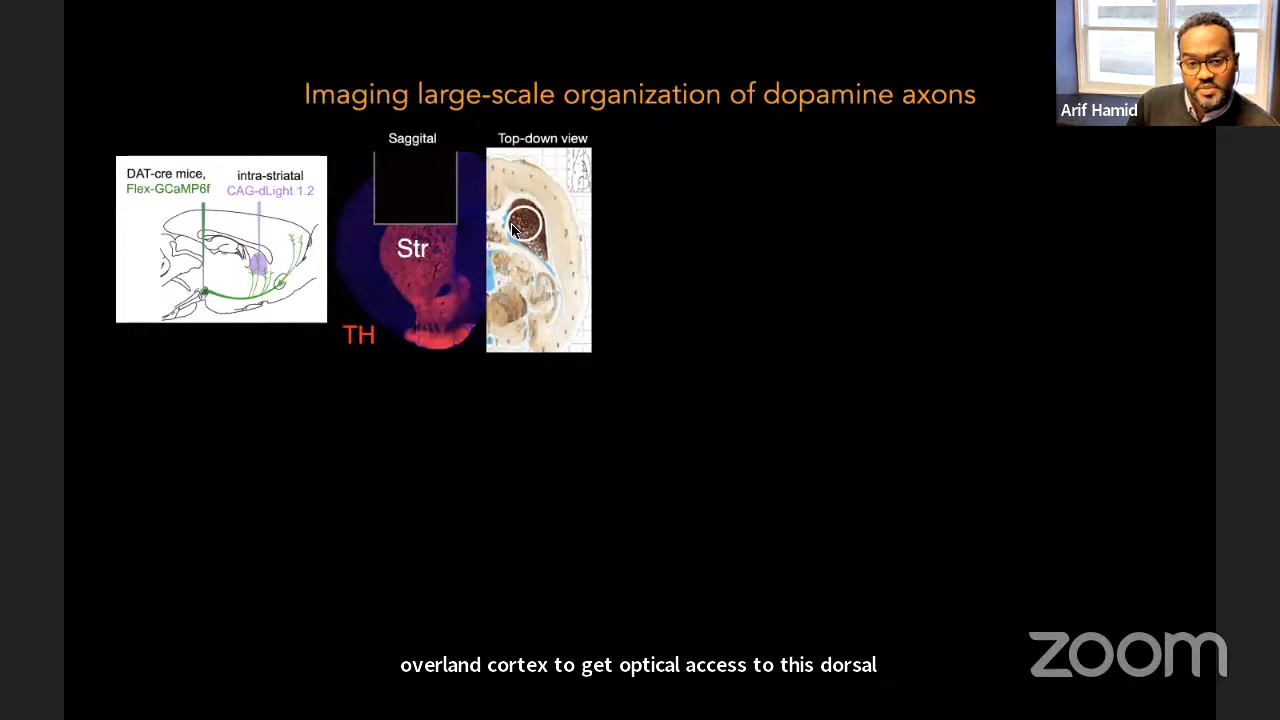 Arif Hamid
Imaging large-scale organization of dopamine axons
Saggital
Top-down view
DAT-cre mice,
Flex-GCaMP6f
intra-striatal
CAG-dLight 1.2
Str
TH
overland cortex to get optical access to this dorsal
zoom